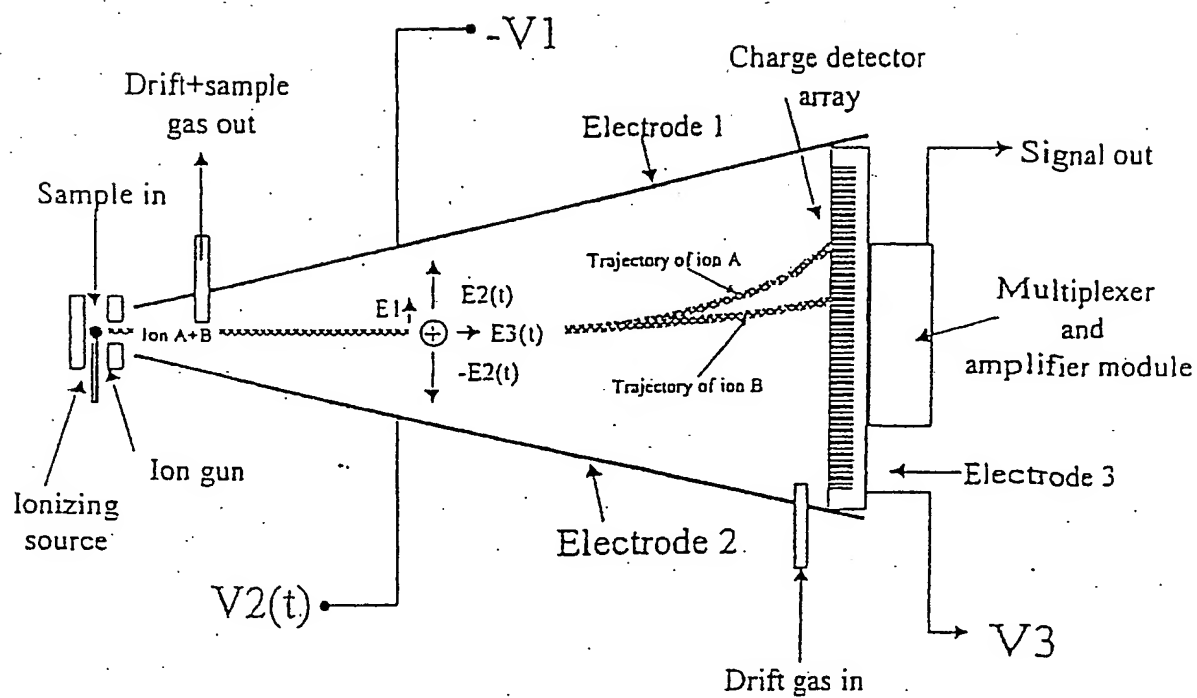 -V1
Charge detector
array
Drift+sample
gas out
Electrode 1
Signal out
Sample in
Trajectory of ion A
E1
E2(t)
Ion A+B
+
E3(t)
-E2(t)
Multiplexer
and
amplifier module
Trajectory of ion B
Ion gun
Electrode 3
Ionizing
source
Electrode 2
V2(t)
V3
Drift gas in